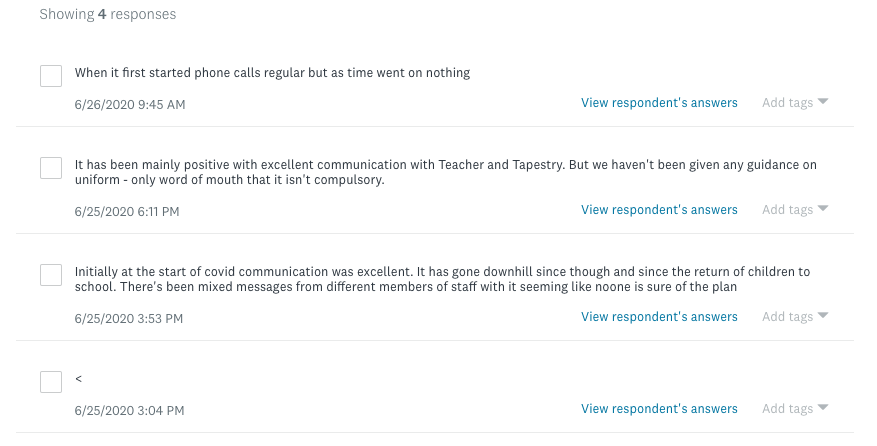 Showing 4 responses
When it first started phone calls regular but as time went on nothing
6/26/2020 9:45 AM
View respondent's answers
Add tags
It has been mainly positive with excellent communication with Teacher and Tapestry. But we haven't been given any guidance on
uniform - only word of mouth that it isn't compulsory.
6/25/2020 6:11 PM
View respondent's answers
Add tags
Initially at the start of covid communication was excellent. It has gone downhill since though and since the return of children to
school. There's been mixed messages from different members of staff with it seeming like noone is sure of the plan
6/25/2020 3:53 PM
View respondent's answers
Add tags
<
6/25/2020 3:04 PM
View respondent's answers
Add tags